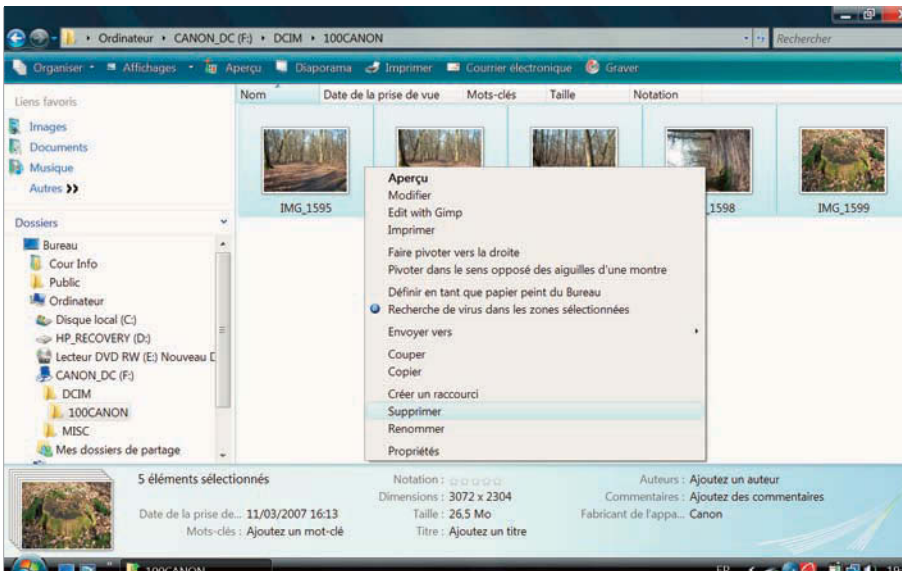 Ordinateur ▸ CANON_DC (F:) ▸ DCIM ▸ 100CANON
Rechercher
Organiser Affichages Aperçu Diaporama Imprimer Courrier électronique Graver
Liens favoris
Images
Documents
Musique
Autres
Nom Date de la prise de vue Mots-clés Taille Notation
IMG_1595
_1598
IMG_1599
Dossiers
Bureau
Cour Info
Public
Ordinateur
Disque local (C:)
HP_RECOVERY (D:)
Lecteur DVD RW (E:) Nouveau
CANON_DC (F:)
DCIM
100CANON
MISC
Mes dossiers de partage
Aperçu
Modifier
Edit with Gimp
Imprimer
Faire pivoter vers la droite
Pivoter dans le sens opposé des aiguilles d'une montre
Définir en tant que papier peint du Bureau
Recherche de virus dans les zones sélectionnées
Envoyer vers
Couper
Copier
Créer un raccourci
Supprimer
Renommer
Propriétés
5 éléments sélectionnés
Date de la prise de... 11/03/2007 16:13
Mots-clés : Ajoutez un mot-clé
Notation :
Dimensions : 3072 x 2304
Taille : 26,5 Mo
Titre : Ajoutez un titre
Auteurs : Ajoutez un auteur
Commentaires : Ajoutez des commentaires
Fabricant de l'appa... Canon
100CANON
FR